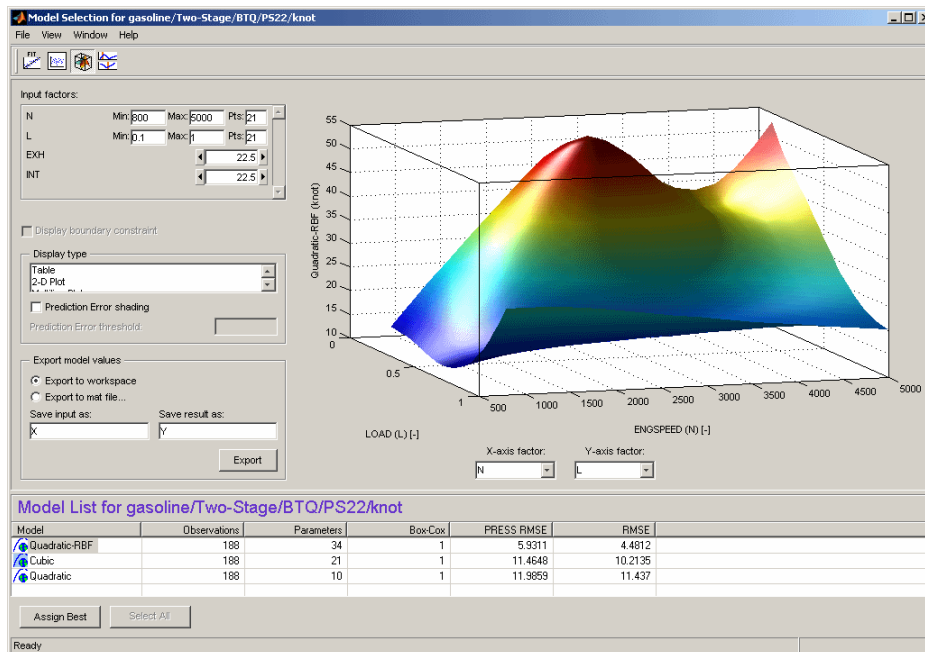 Model Selection for gasoline/Two-Stage/BTQ/PS22/knot
File View Window Help
FIT
Input factors:
N Min: 800 Max: 5000 Pts: 21
L Min: 0.1 Max: 1 Pts: 21
EXH 22.5
INT 22.5
Display boundary constraint
Display type
Table
2-D Plot
Prediction Error shading
Prediction Error threshold:
Export model values
Export to workspace
Export to mat file...
Save input as: Save result as:
X Y
Export
Quadratic-RBF (knot)
55
50
45
40
35
30
25
20
15
10
0
0.5
1
500 1000 1500 2000 2500 3000 3500 4000 4500 5000
LOAD (L) [-]
ENGSPEED (N) [-]
X-axis factor: Y-axis factor:
N L
Model List for gasoline/Two-Stage/BTQ/PS22/knot
Model Observations Parameters Box-Cox PRESS RMSE RMSE
Quadratic-RBF 188 34 1 5.9311 4.4812
Cubic 188 21 1 11.4648 10.2135
Quadratic 188 10 1 11.9859 11.437
Assign Best Select All
Ready